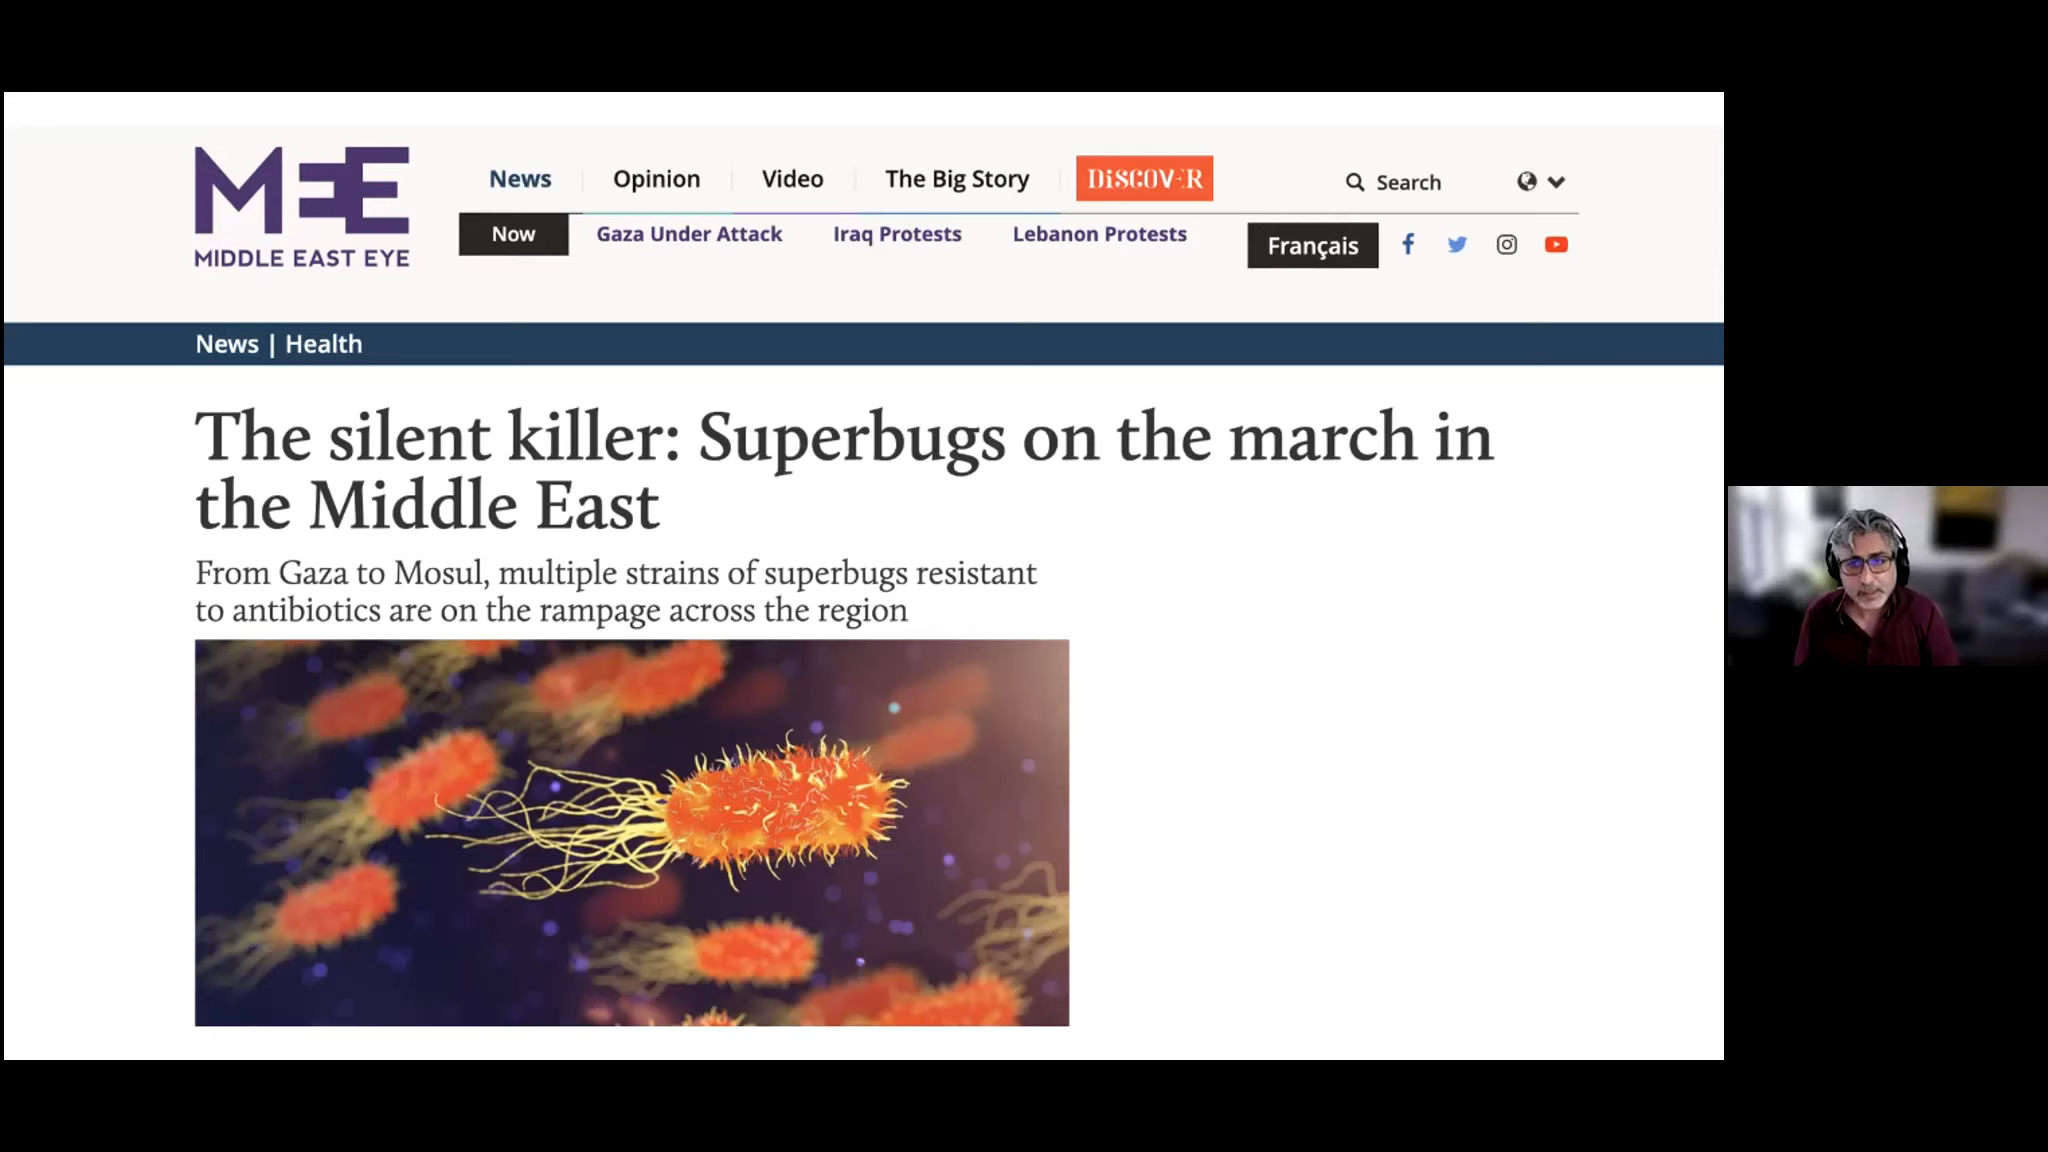 MEE
MIDDLE EAST EYE
News
Opinion
Video
The Big Story
DiSCOVER
Search
Now
Gaza Under Attack
Iraq Protests
Lebanon Protests
Français
News | Health
The silent killer: Superbugs on the march in
the Middle East
From Gaza to Mosul, multiple strains of superbugs resistant
to antibiotics are on the rampage across the region